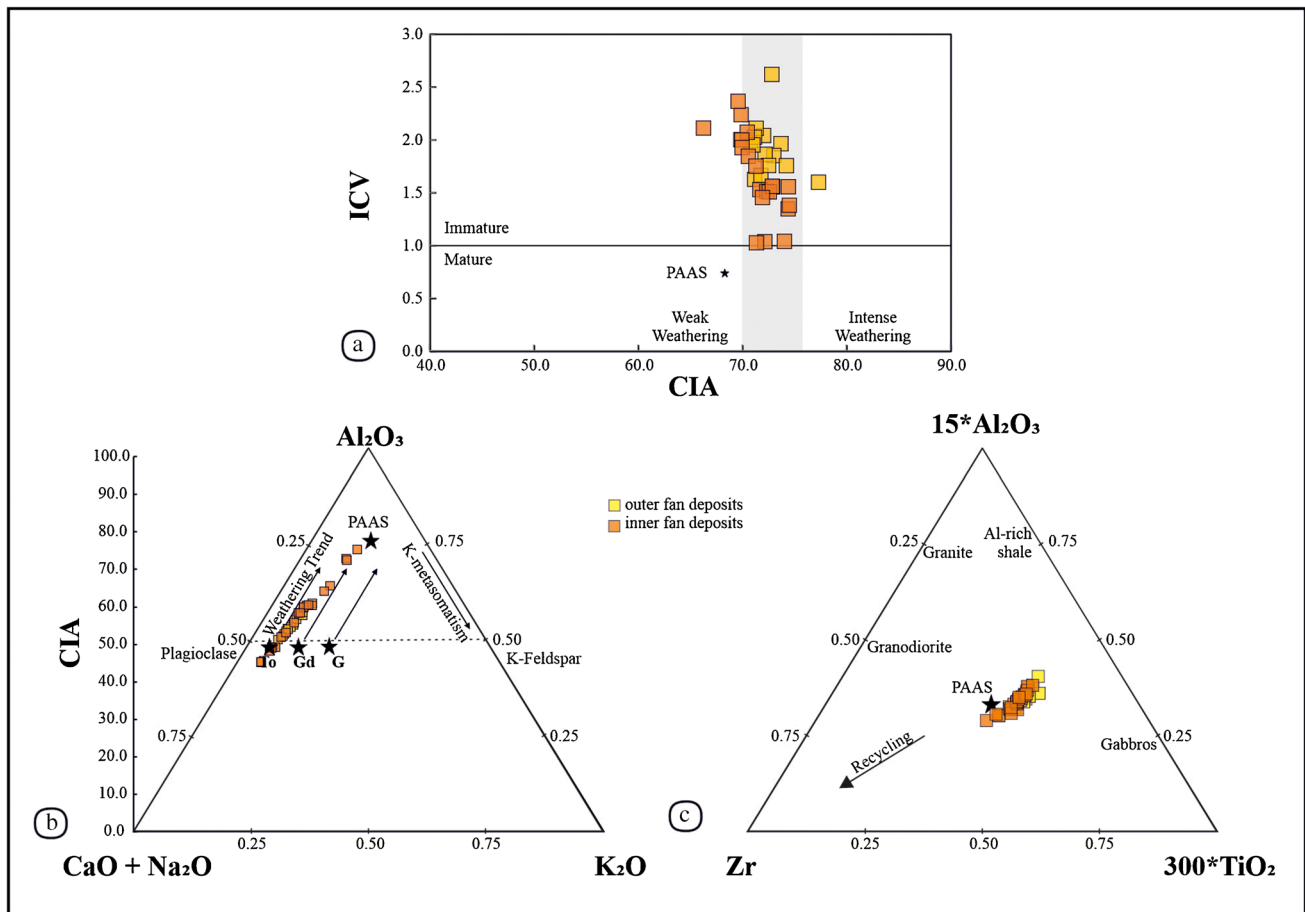 3.0
2.5
2.0
1.5
1.0
0.5
0.0
ICV
Immature
Mature
PAAS
Weak
Weathering
Intense
Weathering
a
40.0
50.0
60.0
70.0
80.0
90.0
CIA
Al₂O₃
100.0
90.0
80.0
70.0
60.0
50.0
40.0
30.0
20.0
10.0
0.0
CIA
PAAS
0.25
0.75
Weathering Trend
K-metasomatism
0.50
0.50
Plagioclase
K-Feldspar
To
Gd
G
0.75
0.25
b
0.25
0.50
0.75
CaO + Na₂O
K₂O
outer fan deposits
inner fan deposits
15*Al₂O₃
0.25
Granite
Al-rich
shale
0.75
0.50
Granodiorite
0.50
PAAS
0.75
Gabbros
0.25
Recycling
c
0.25
0.50
0.75
Zr
300*TiO₂